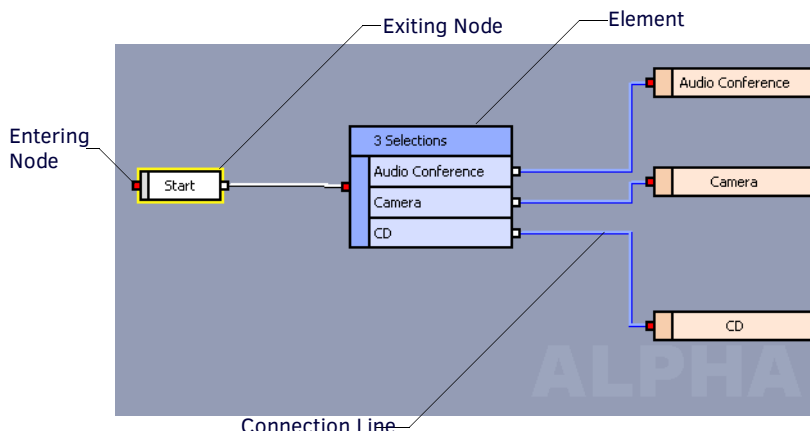 Exiting Node
Element
Entering
Node
Start
3 Selections
Audio Conference
Camera
CD
Audio Conference
Camera
CD
ALPHA
Connection Line